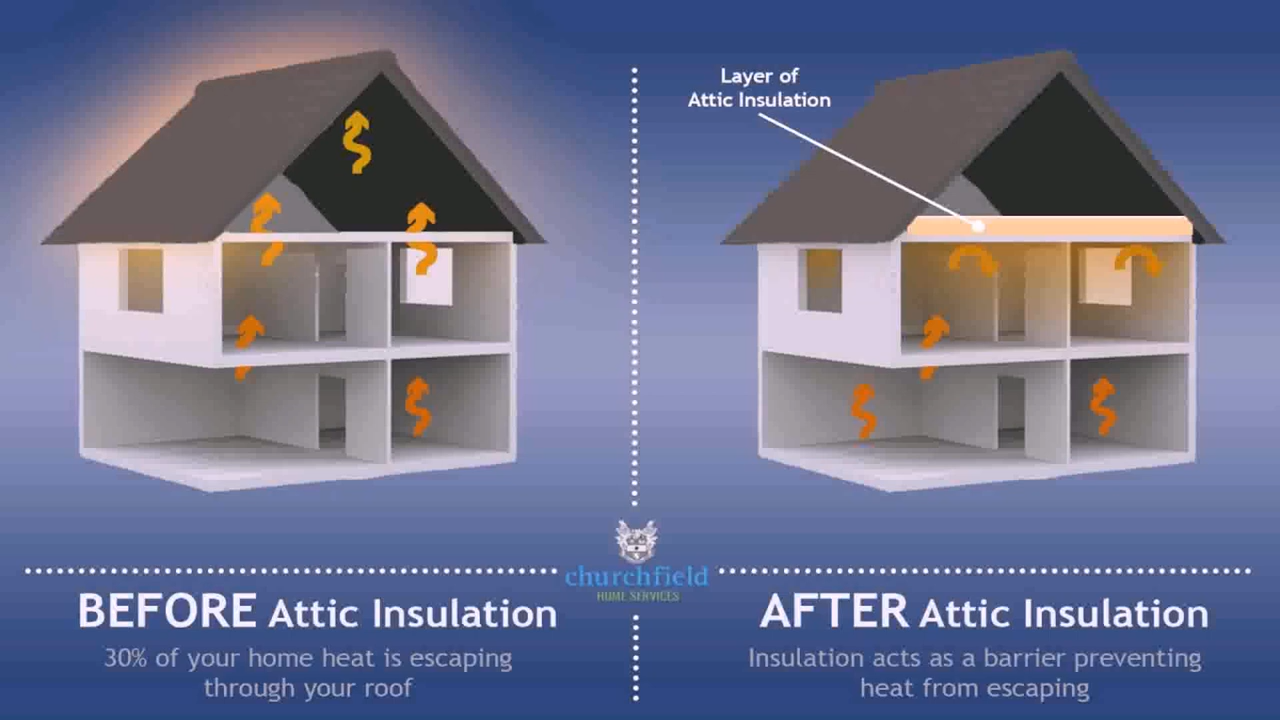 Layer of
Attic Insulation
churchfield
HOME SERVICES
BEFORE Attic Insulation
30% of your home heat is escaping
through your roof
AFTER Attic Insulation
Insulation acts as a barrier preventing
heat from escaping